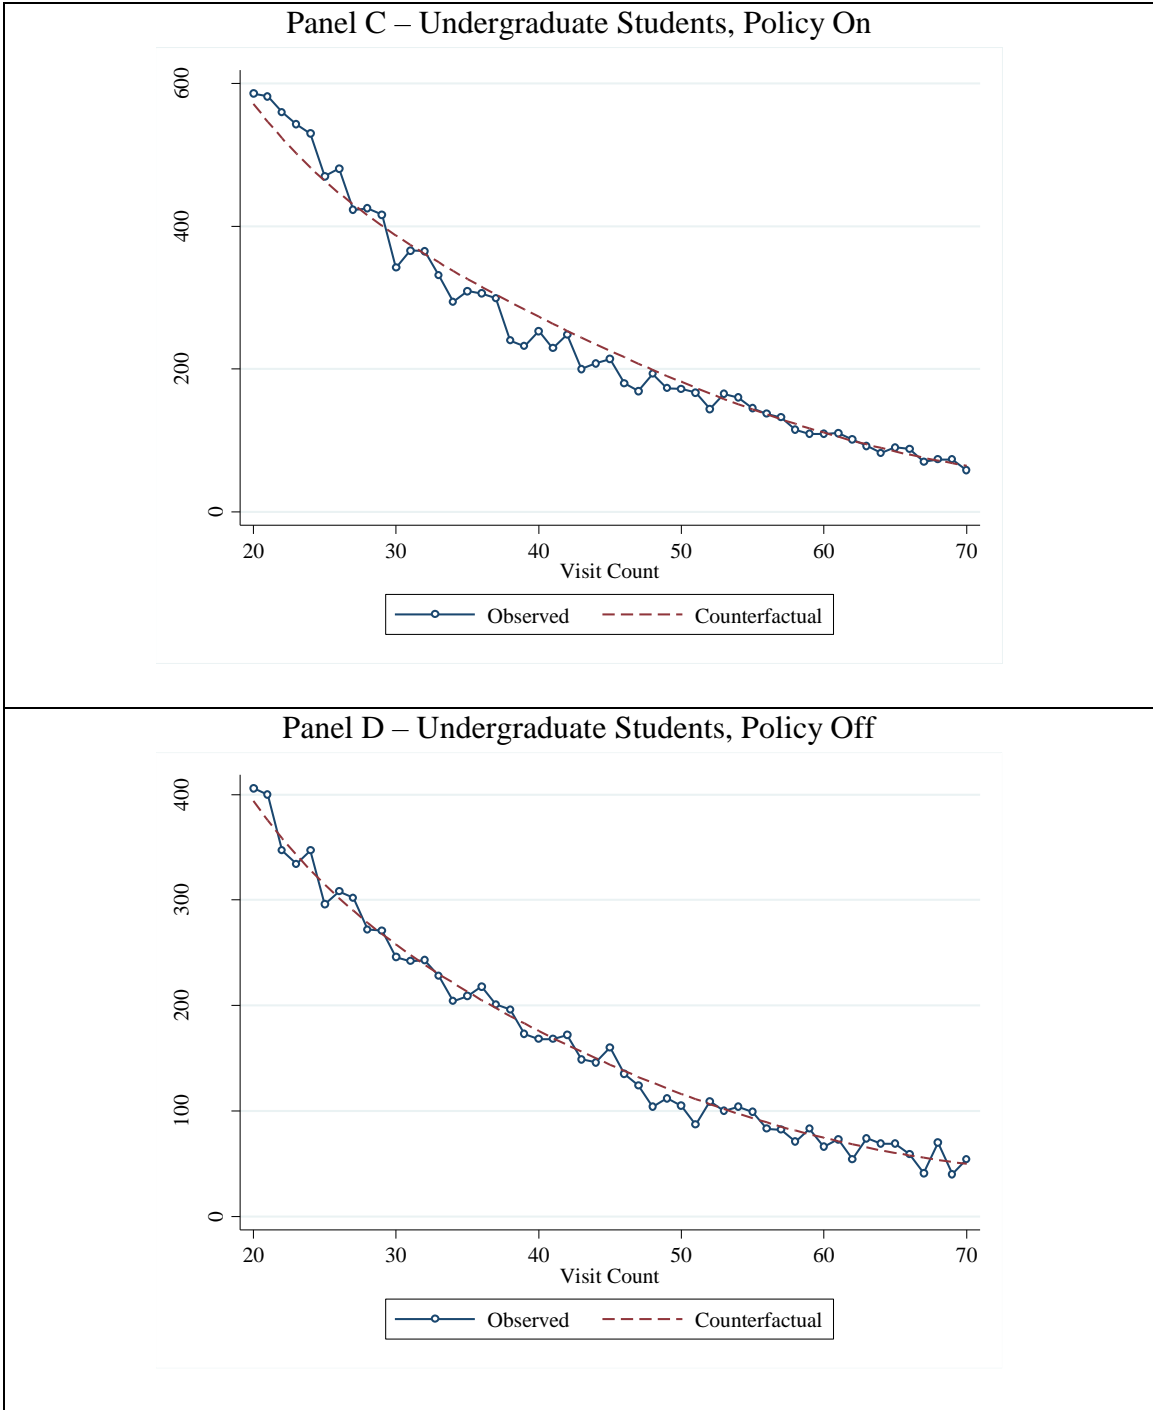 Panel C – Undergraduate Students, Policy On
600
400
200
0
20 30 40 50 60 70
Visit Count
Observed Counterfactual
Panel D – Undergraduate Students, Policy Off
400
300
200
100
0
20 30 40 50 60 70
Visit Count
Observed Counterfactual